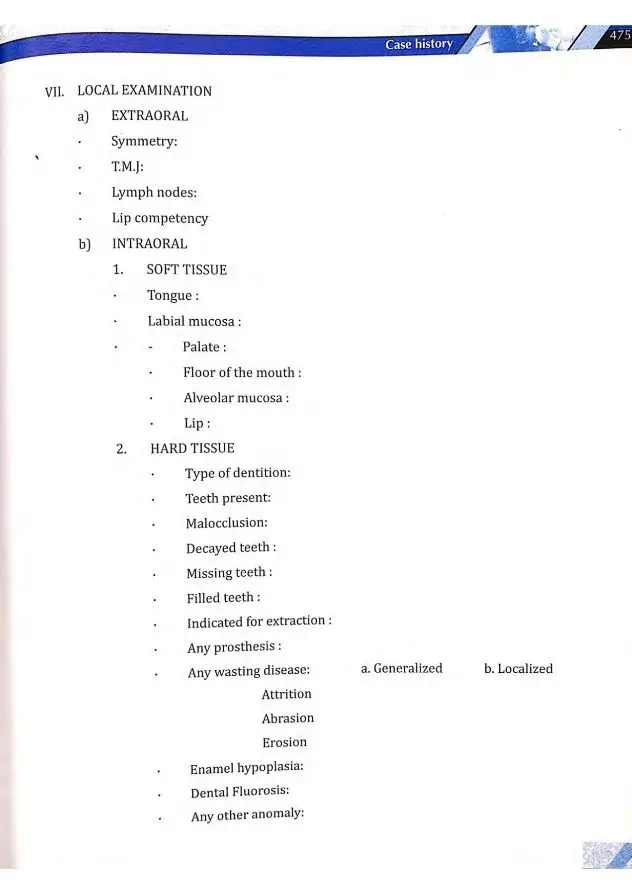 Case history 475
VII. LOCAL EXAMINATION
a) EXTRAORAL
· Symmetry:
· T.M.J:
· Lymph nodes:
· Lip competency
b) INTRAORAL
1. SOFT TISSUE
· Tongue :
· Labial mucosa :
· - Palate :
· Floor of the mouth :
· Alveolar mucosa :
· Lip :
2. HARD TISSUE
· Type of dentition:
· Teeth present:
· Malocclusion:
· Decayed teeth :
· Missing teeth :
· Filled teeth :
· Indicated for extraction :
· Any prosthesis :
· Any wasting disease: a. Generalized b. Localized
Attrition
Abrasion
Erosion
· Enamel hypoplasia:
· Dental Fluorosis:
· Any other anomaly: